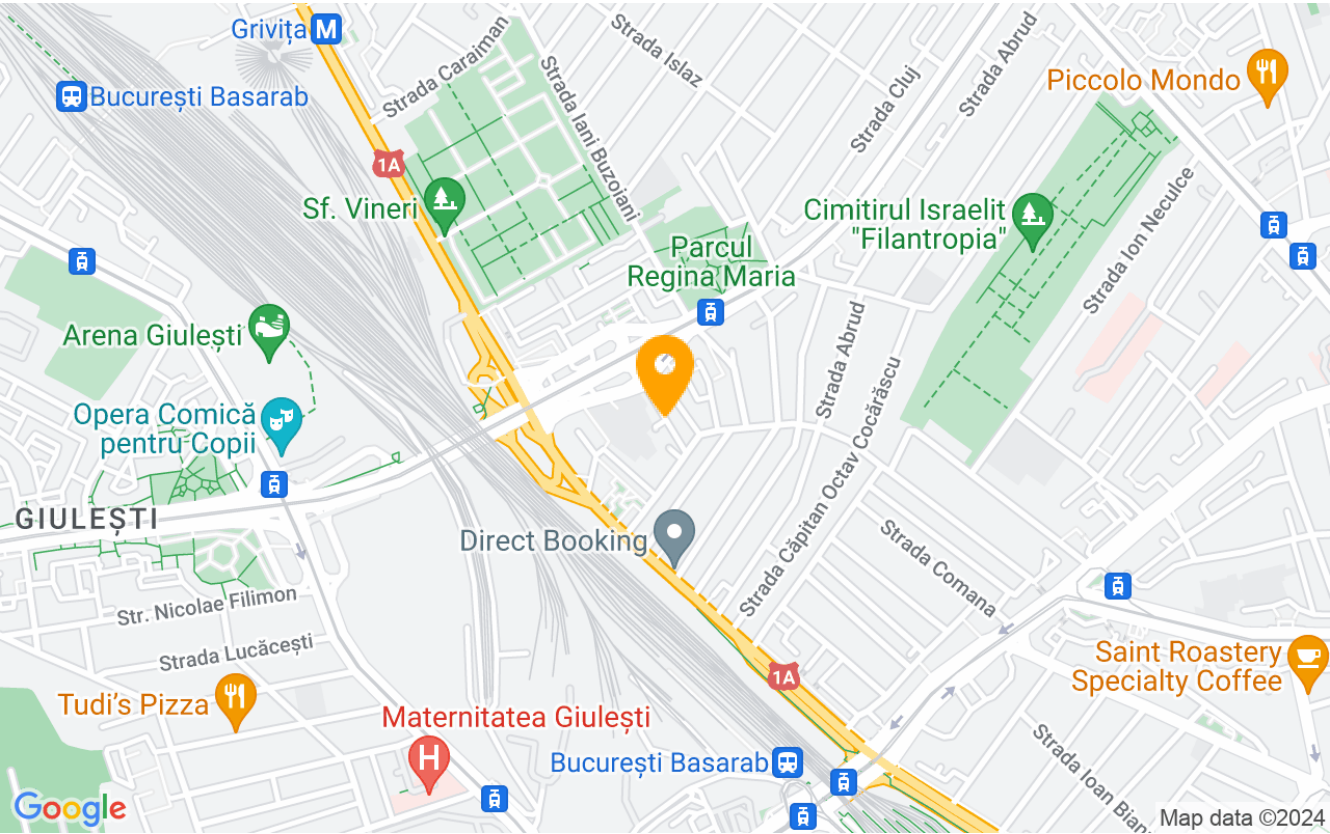 Grivița M
București Basarab
Strada Caraiman
Strada Islaz
Strada Iani Buzoiani
Strada Cluj
Strada Abrud
Piccolo Mondo
1A
Sf. Vineri
Parcul
Regina Maria
Cimitirul Israelit
"Filantropia"
Strada Ion Neculce
Arena Giulești
Opera Comică
pentru Copii
Strada Abrud
Strada Căpitan Octav Cocărăscu
GIULEȘTI
Direct Booking
Strada Comana
Str. Nicolae Filimon
Strada Lucăcești
Tudi's Pizza
Maternitatea Giulești
H
1A
București Basarab
Saint Roastery
Specialty Coffee
Strada Ioan Bian
Google
Map data ©2024